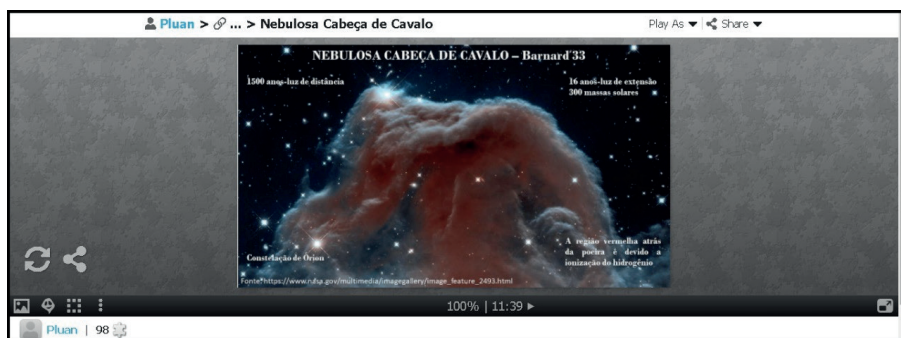 Pluan > ... > Nebulosa Cabeça de Cavalo
Play As ▼ | Share ▼
NEBULOSA CABEÇA DE CAVALO – Barnard 33
1500 anos-luz de distância
16 anos-luz de extensão
300 massas solares
A região vermelha atrás
da poeira é devido a
ionização do hidrogênio
Constelação de Órion
Fonte: https://www.nasa.gov/multimedia/imagegallery/image_feature_2493.html
100% | 11:39
Pluan | 98